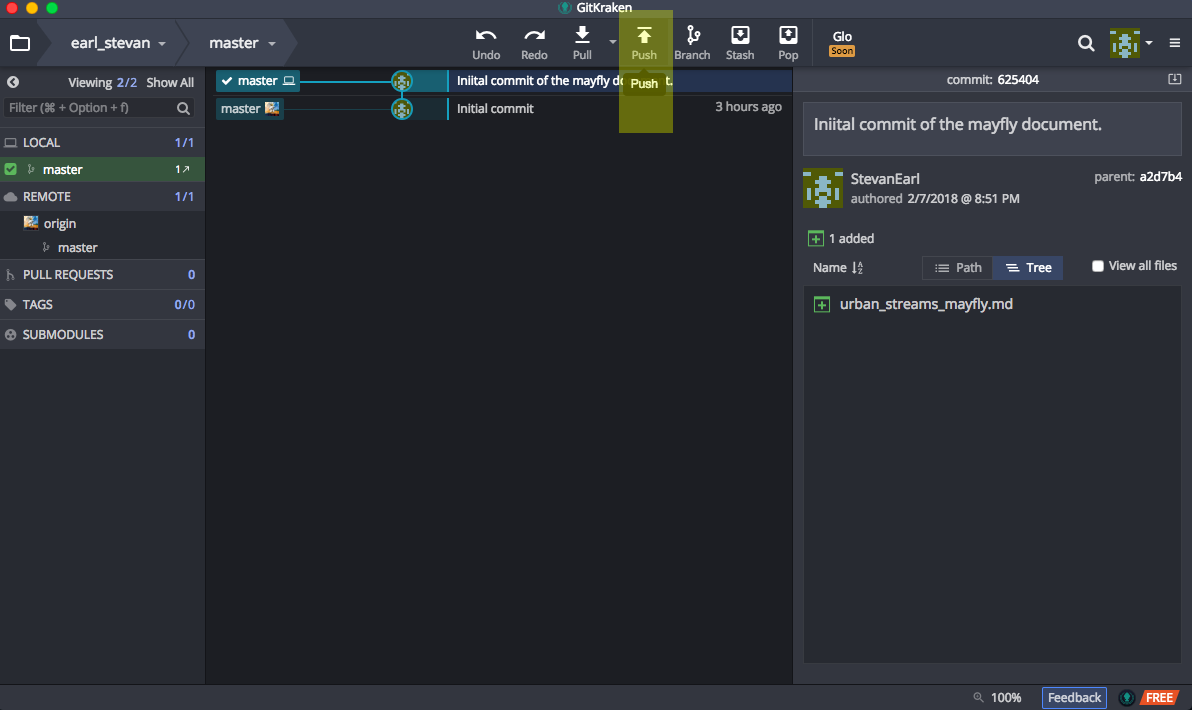 GitKraken
earl_stevan
master
Undo
Redo
Pull
Push
Branch
Stash
Pop
Glo
Soon
Viewing 2/2 Show All
Filter (⌘ + Option + f)
LOCAL 1/1
master 1↗
REMOTE 1/1
origin
master
PULL REQUESTS 0
TAGS 0/0
SUBMODULES 0
master Iniital commit of the mayfly do t.
Push
master Initial commit 3 hours ago
commit: 625404
Iniital commit of the mayfly document.
StevanEarl parent: a2d7b4
authored 2/7/2018 @ 8:51 PM
1 added
Name Path Tree View all files
urban_streams_mayfly.md
100% Feedback FREE